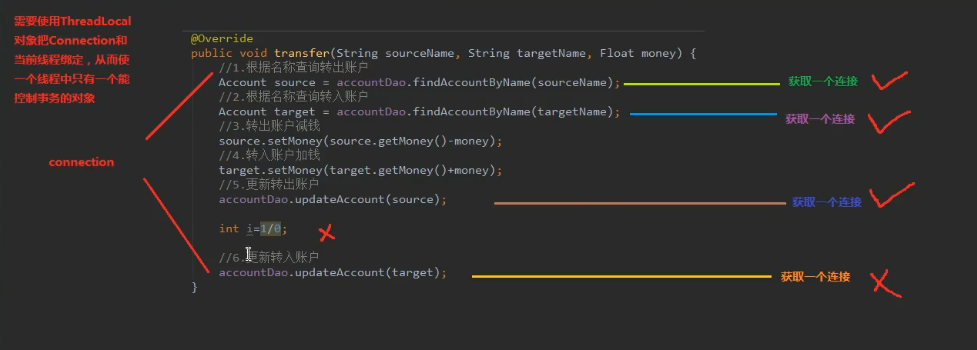 需要使用ThreadLocal
对象把Connection和
当前线程绑定，从而使
一个线程中只有一个能
控制事务的对象
connection
@Override
public void transfer(String sourceName, String targetName, Float money) {
//1.根据名称查询转出账户
Account source = accountDao.findAccountByName(sourceName);
获取一个连接
//2.根据名称查询转入账户
Account target = accountDao.findAccountByName(targetName);
获取一个连接
//3.转出账户减钱
source.setMoney(source.getMoney()-money);
//4.转入账户加钱
target.setMoney(target.getMoney()+money);
//5.更新转出账户
accountDao.updateAccount(source);
获取一个连接
int i=1/0;
//6.更新转入账户
accountDao.updateAccount(target);
获取一个连接
}